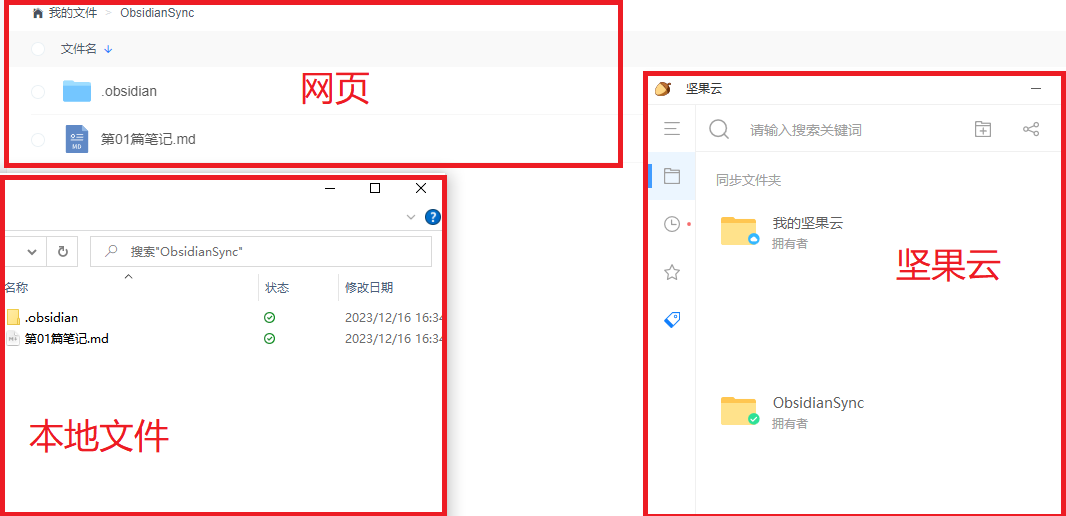 我的文件 > ObsidianSync
文件名 ↓
.obsidian
第01篇笔记.md
网页
搜索"ObsidianSync"
名称 状态 修改日期
.obsidian 2023/12/16 16:34
第01篇笔记.md 2023/12/16 16:34
本地文件
坚果云
请输入搜索关键词
同步文件夹
我的坚果云
拥有者
坚果云
ObsidianSync
拥有者